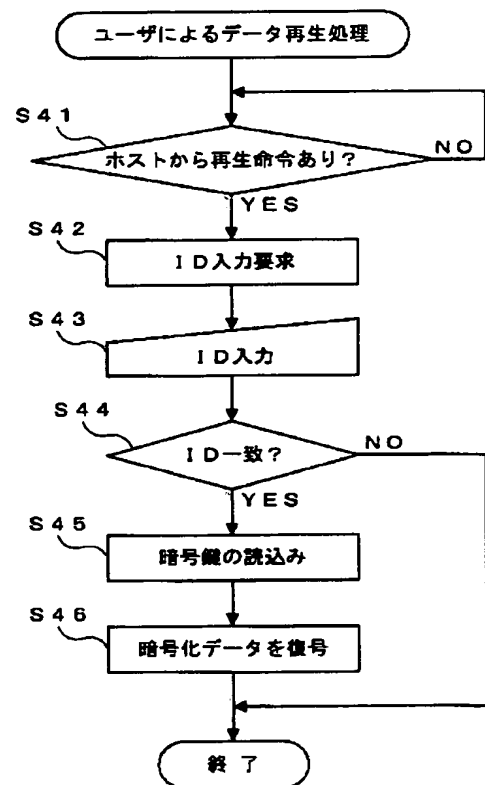 ユーザによるデータ再生処理
S41
ホストから再生命令あり?
NO
YES
S42
ID入力要求
S43
ID入力
S44
ID一致?
NO
YES
S45
暗号鍵の読込み
S46
暗号化データを復号
終了